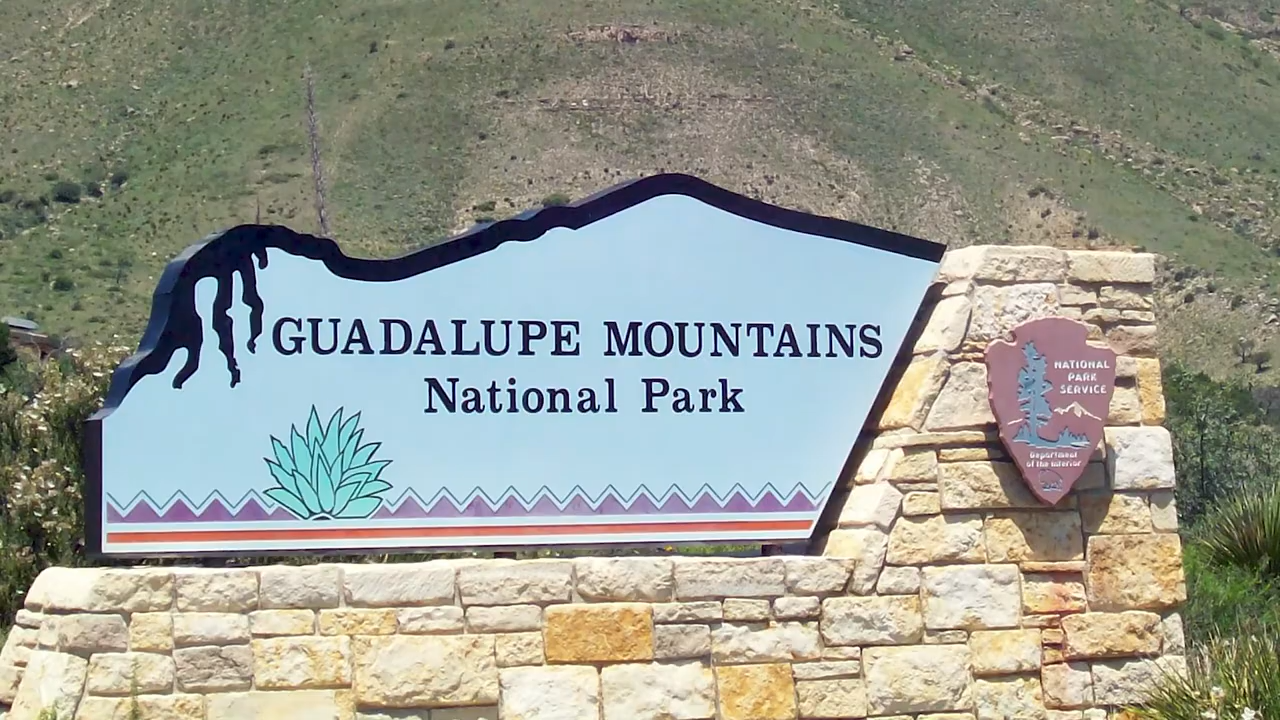 GUADALUPE MOUNTAINS
National Park
NATIONAL
PARK
SERVICE
Department
of the Interior